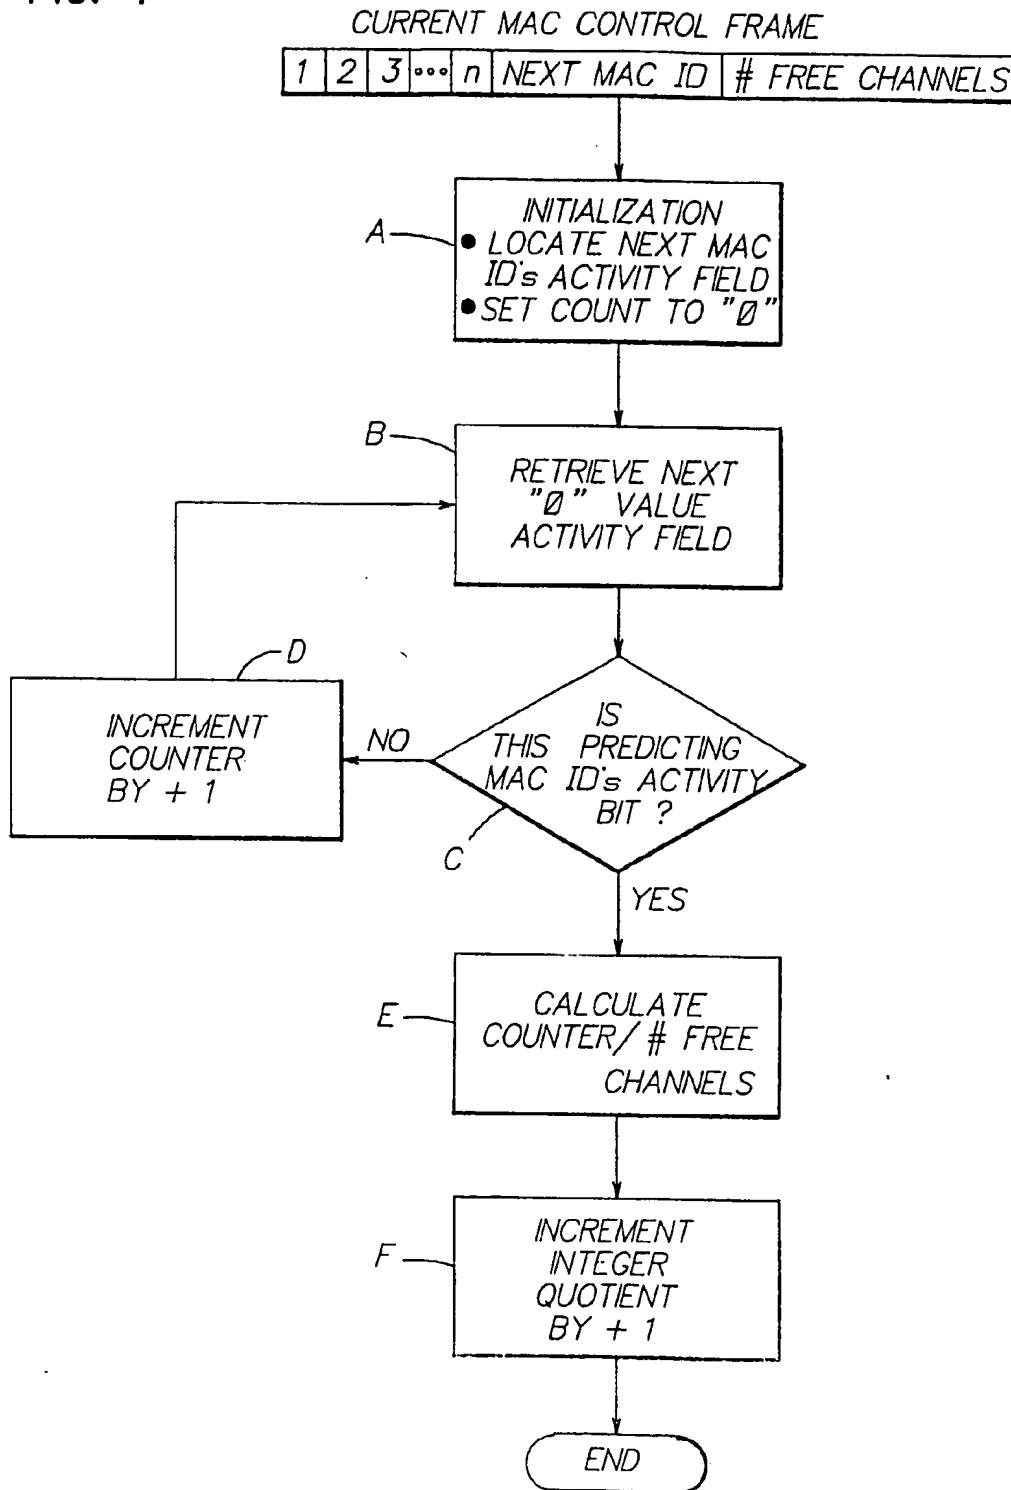 CURRENT MAC CONTROL FRAME
1 2 3 ••• n NEXT MAC ID # FREE CHANNELS
A
INITIALIZATION
• LOCATE NEXT MAC
ID's ACTIVITY FIELD
• SET COUNT TO "0"
B
RETRIEVE NEXT
"0" VALUE
ACTIVITY FIELD
D
INCREMENT
COUNTER
BY + 1
NO
IS
THIS PREDICTING
MAC ID's ACTIVITY
BIT ?
C
YES
E
CALCULATE
COUNTER/ # FREE
CHANNELS
F
INCREMENT
INTEGER
QUOTIENT
BY + 1
END